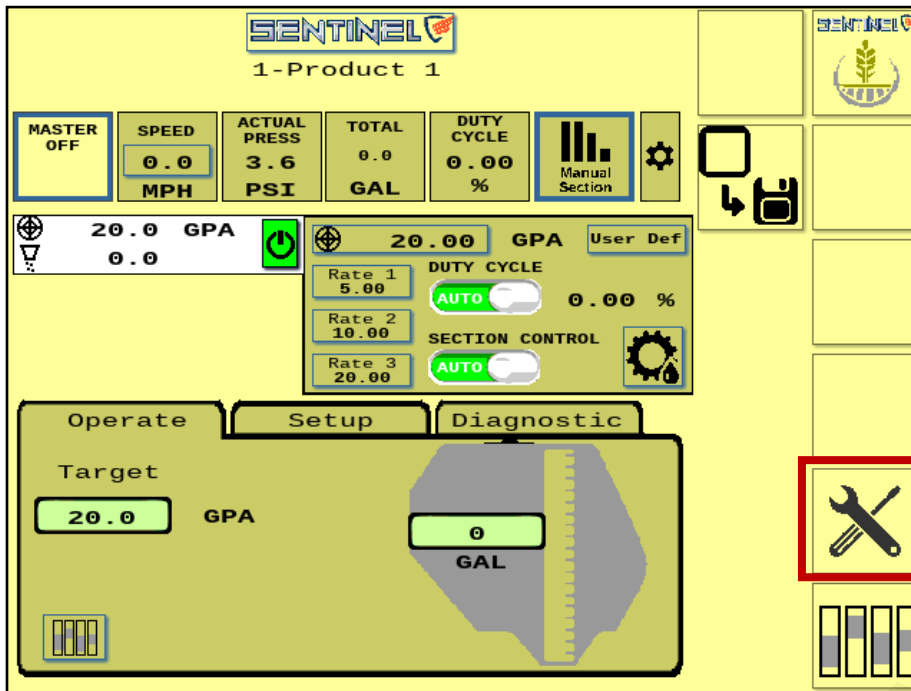 SENTINEL
SENTINEL
1-Product 1
MASTER OFF
SPEED
0.0
MPH
ACTUAL PRESS
3.6
PSI
TOTAL
0.0
GAL
DUTY CYCLE
0.00
%
Manual Section
20.0 GPA
0.0
20.00 GPA
User Def
Rate 1
5.00
DUTY CYCLE
AUTO
0.00 %
Rate 2
10.00
SECTION CONTROL
Rate 3
20.00
AUTO
Operate
Setup
Diagnostic
Target
20.0 GPA
0
GAL